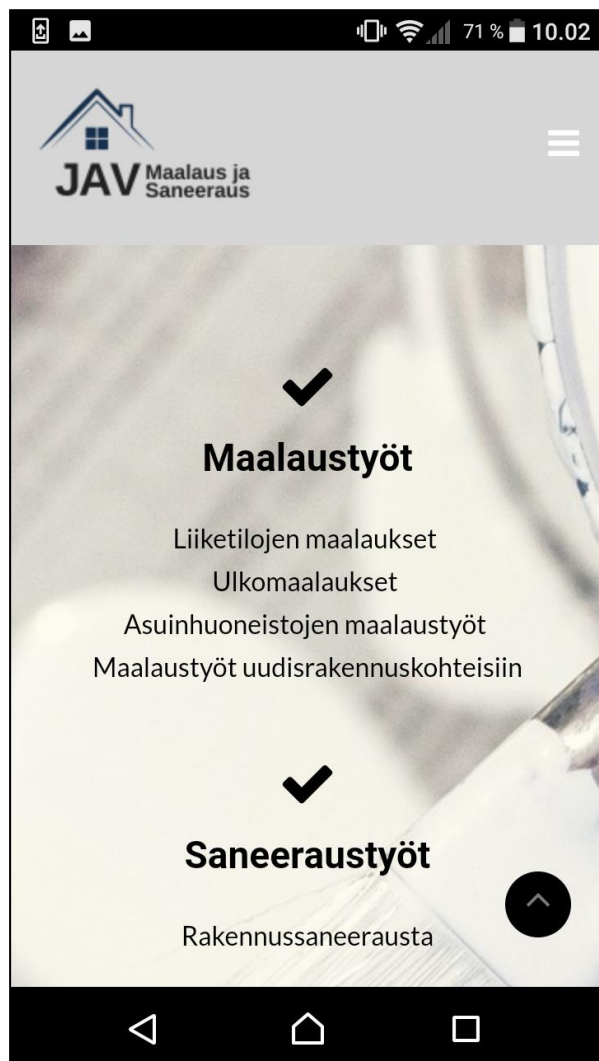 71 % 10.02
JAV Maalaus ja
Saneeraus
Maalaustyöt
Liiketilojen maalaukset
Ulkomaalaukset
Asuinhuoneistojen maalaustyöt
Maalaustyöt uudisrakennuskohteisiin
Saneeraustyöt
Rakennussaneerausta